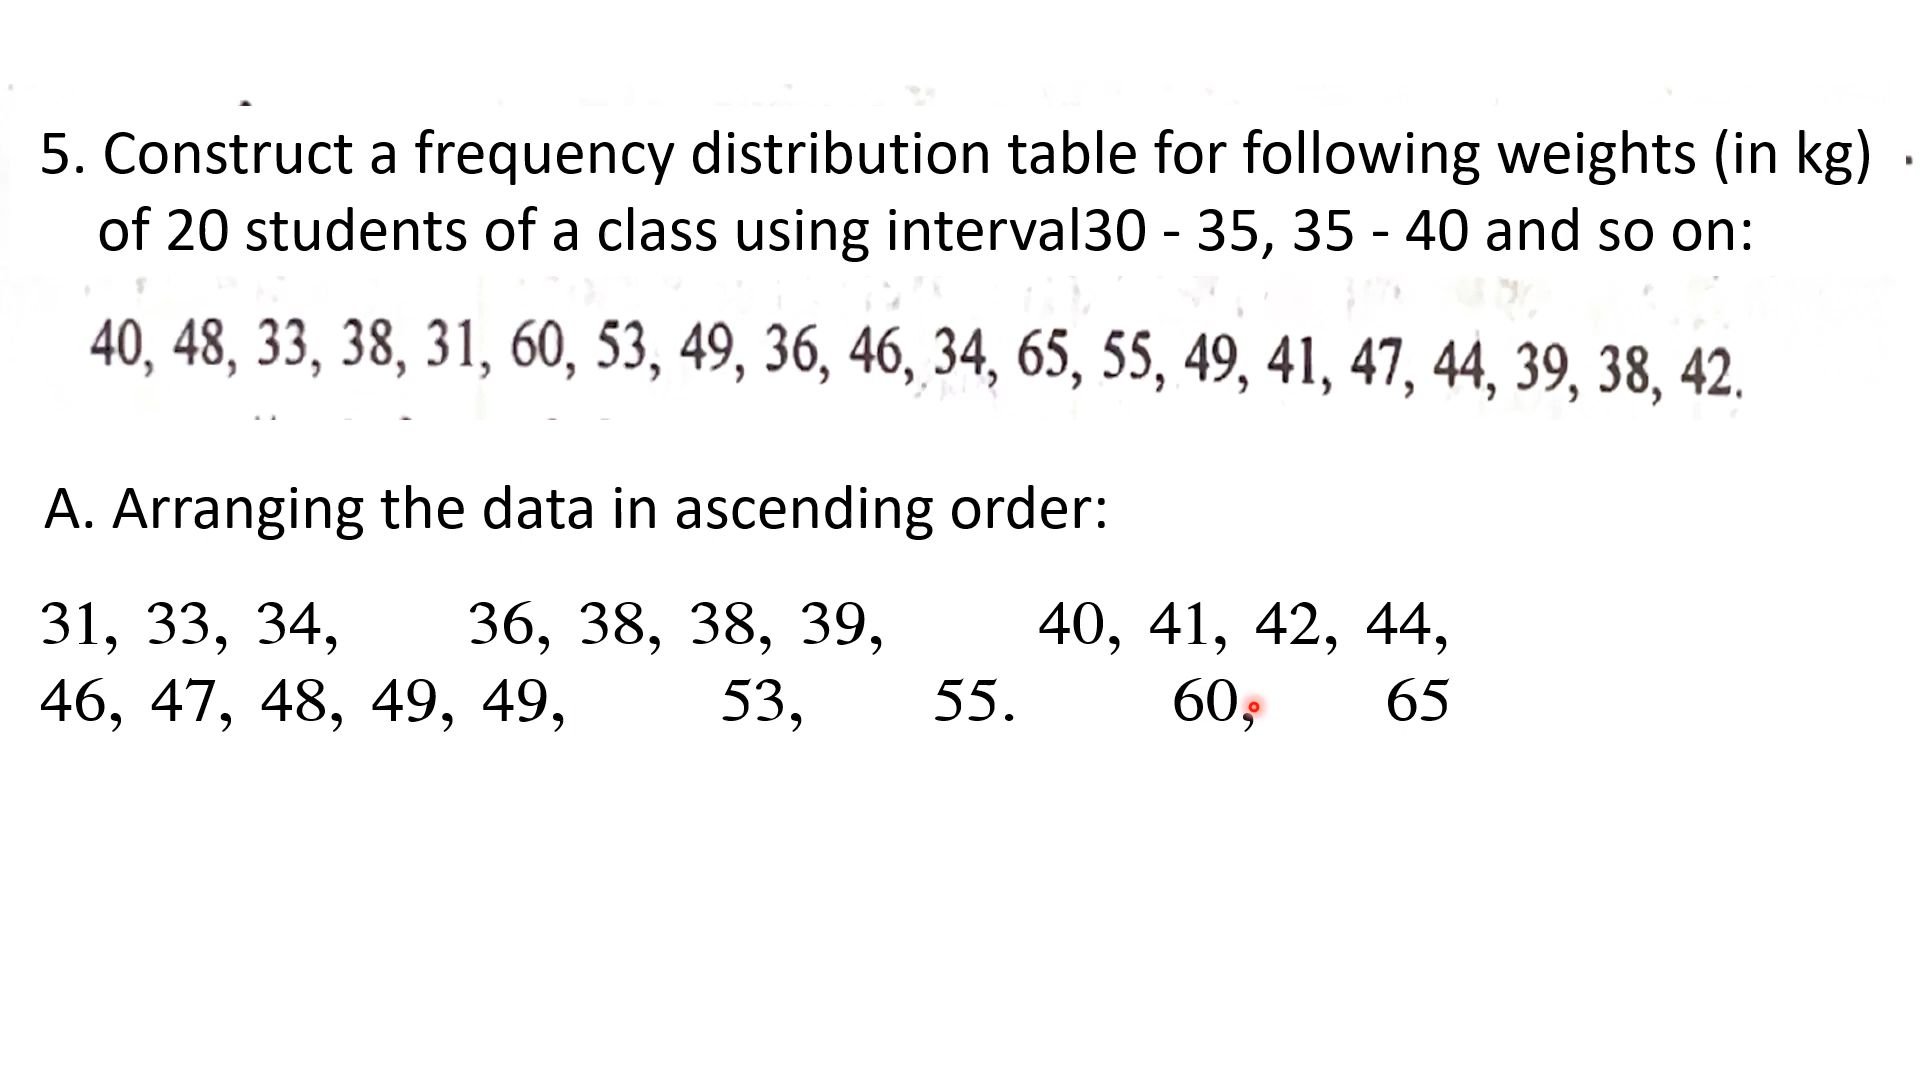 5. Construct a frequency distribution table for following weights (in kg)
of 20 students of a class using interval30 - 35, 35 - 40 and so on:
40, 48, 33, 38, 31, 60, 53, 49, 36, 46, 34, 65, 55, 49, 41, 47, 44, 39, 38, 42.
A. Arranging the data in ascending order:
31, 33, 34, 36, 38, 38, 39, 40, 41, 42, 44,
46, 47, 48, 49, 49, 53, 55. 60, 65